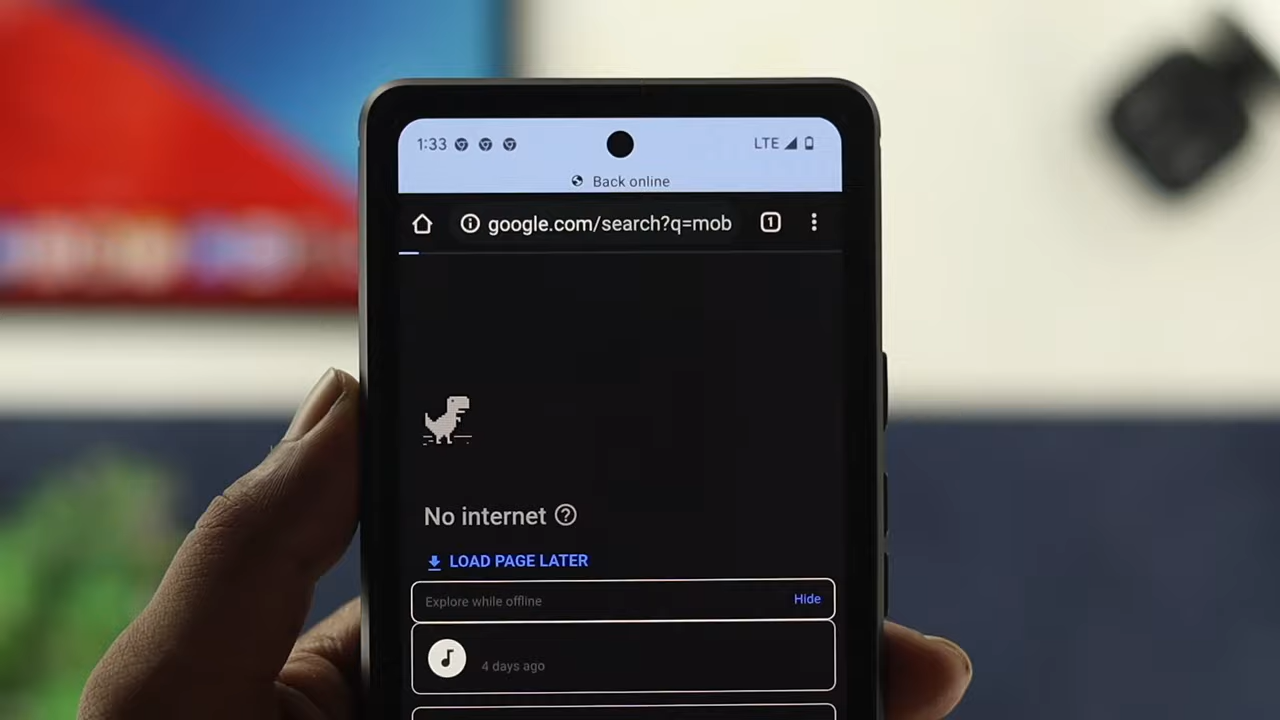 1:33 LTE
Back online
google.com/search?q=mob 1
No internet ?
LOAD PAGE LATER
Explore while offline Hide
4 days ago